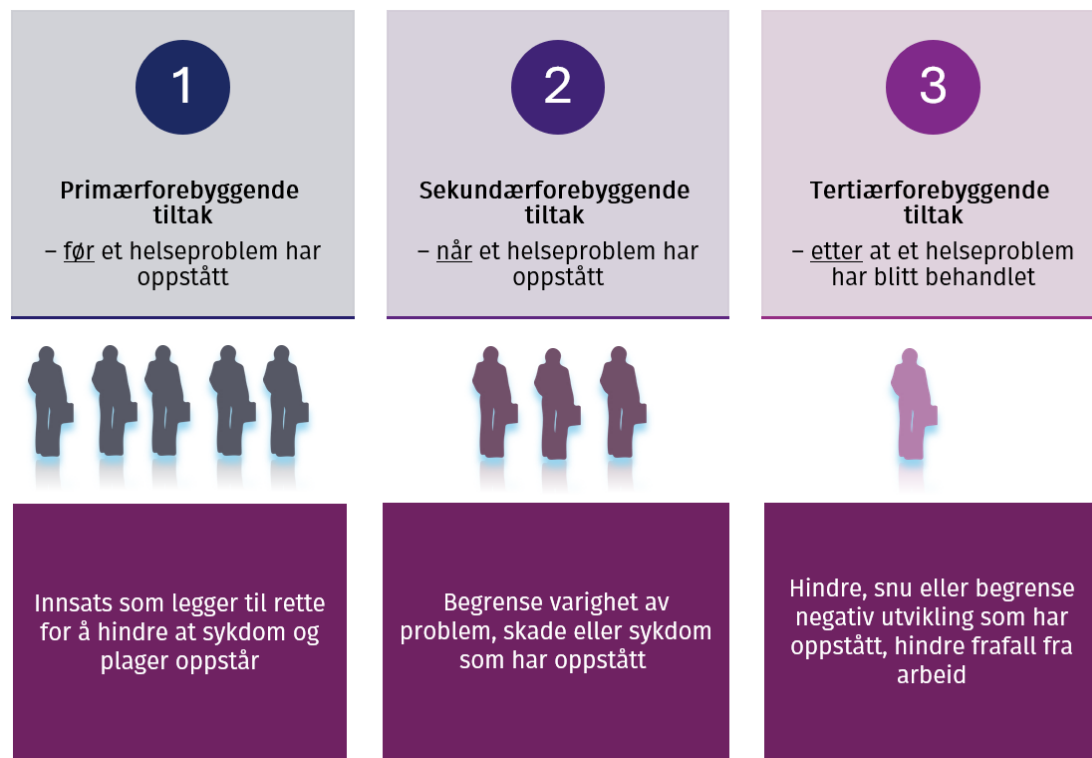 1
Primærforebyggende
tiltak
– før et helseproblem har
oppstått
2
Sekundærforebyggende
tiltak
– når et helseproblem har
oppstått
3
Tertiærforebyggende
tiltak
– etter at et helseproblem
har blitt behandlet
Innsats som legger til rette
for å hindre at sykdom og
plager oppstår
Begrense varighet av
problem, skade eller sykdom
som har oppstått
Hindre, snu eller begrense
negativ utvikling som har
oppstått, hindre frafall fra
arbeid